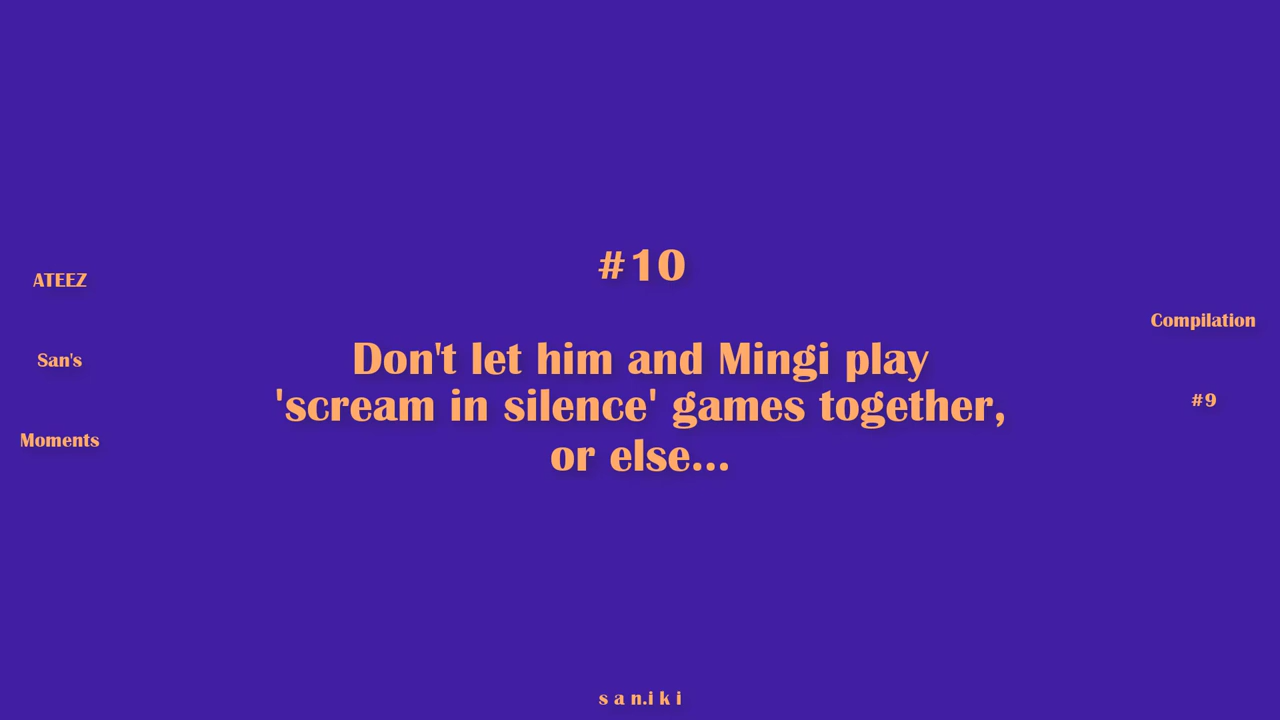 #10
Don't let him and Mingi play
'scream in silence' games together,
or else...
ATEEZ
San's
Moments
Compilation
#9
s a n.i k i